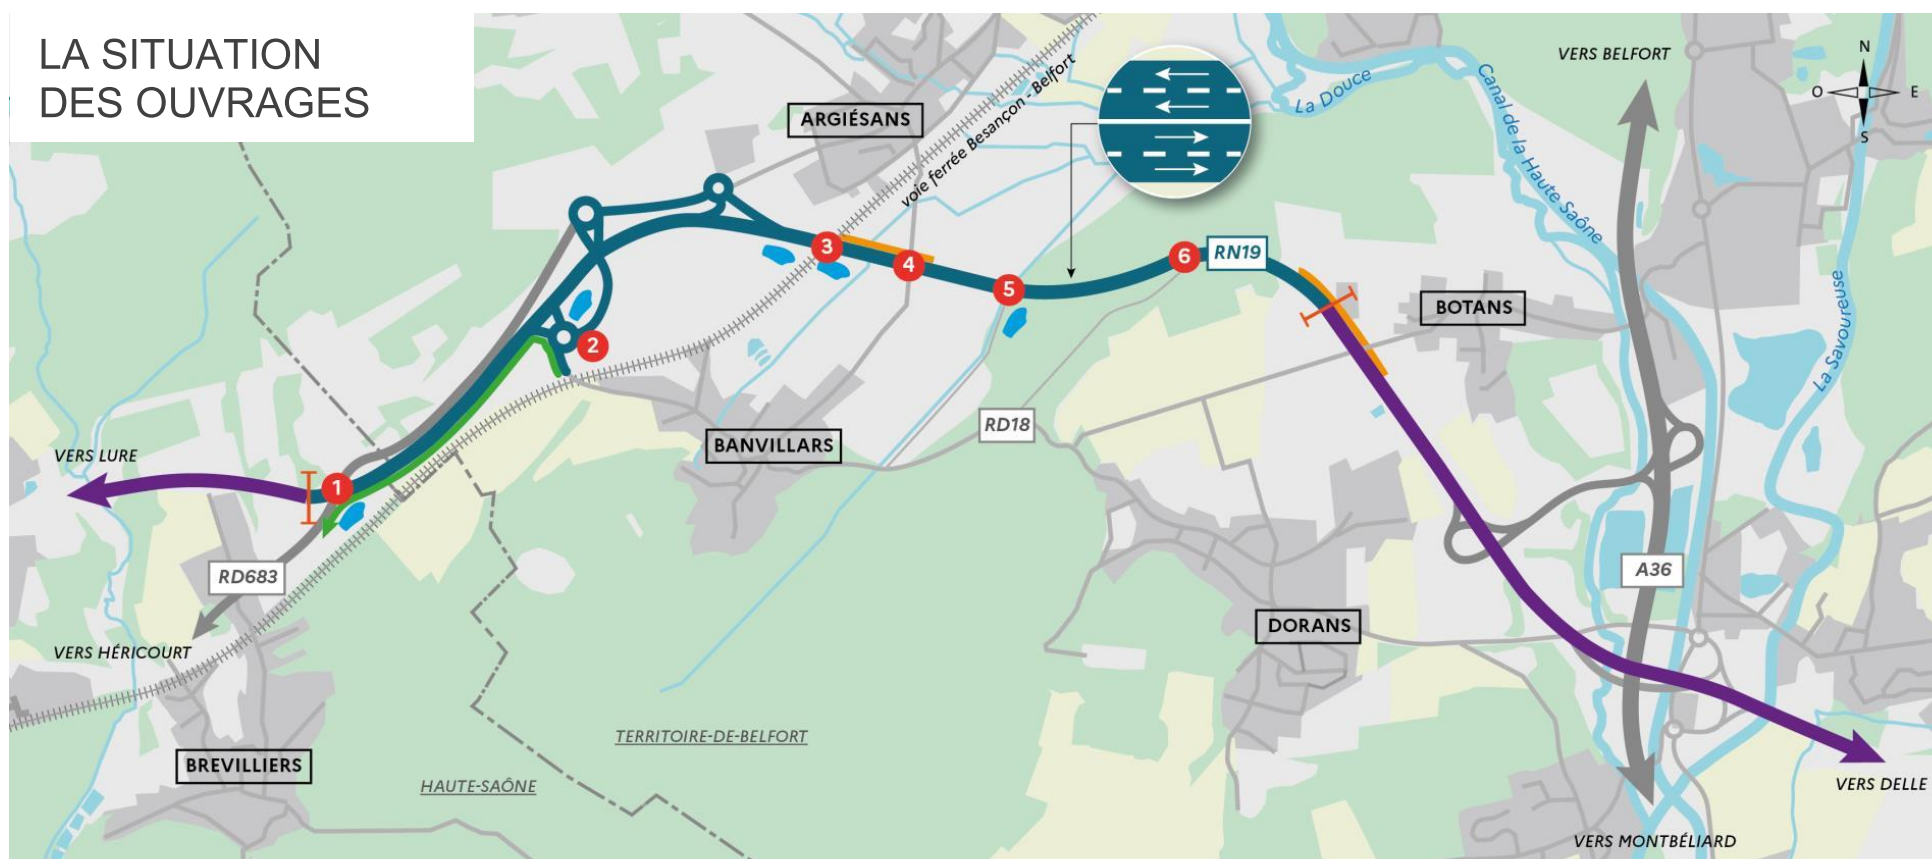 LA SITUATION
DES OUVRAGES
VERS BELFORT
N
O
E
S
ARGIÉSANS
voie ferrée Besançon - Belfort
La Douce
Canal de la Haute Saône
3
4
5
6
RN19
BOTANS
La Savoureuse
2
BANVILLARS
RD18
VERS LURE
1
RD683
A36
DORANS
VERS HÉRICOURT
TERRITOIRE-DE-BELFORT
BREVILLIERS
HAUTE-SAÔNE
VERS DELLE
VERS MONTBÉLIARD